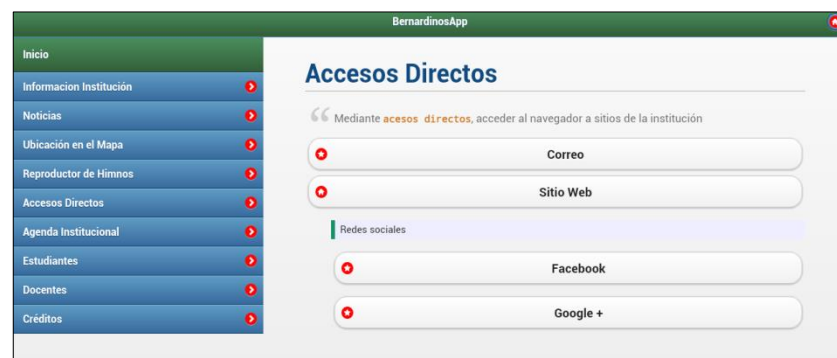 BernardinosApp
Inicio
Informacion Institución
Noticias
Ubicación en el Mapa
Reproductor de Himnos
Accesos Directos
Agenda Institucional
Estudiantes
Docentes
Créditos
Accesos Directos
“ Mediante acesos directos, acceder al navegador a sitios de la institución
Correo
Sitio Web
Redes sociales
Facebook
Google +